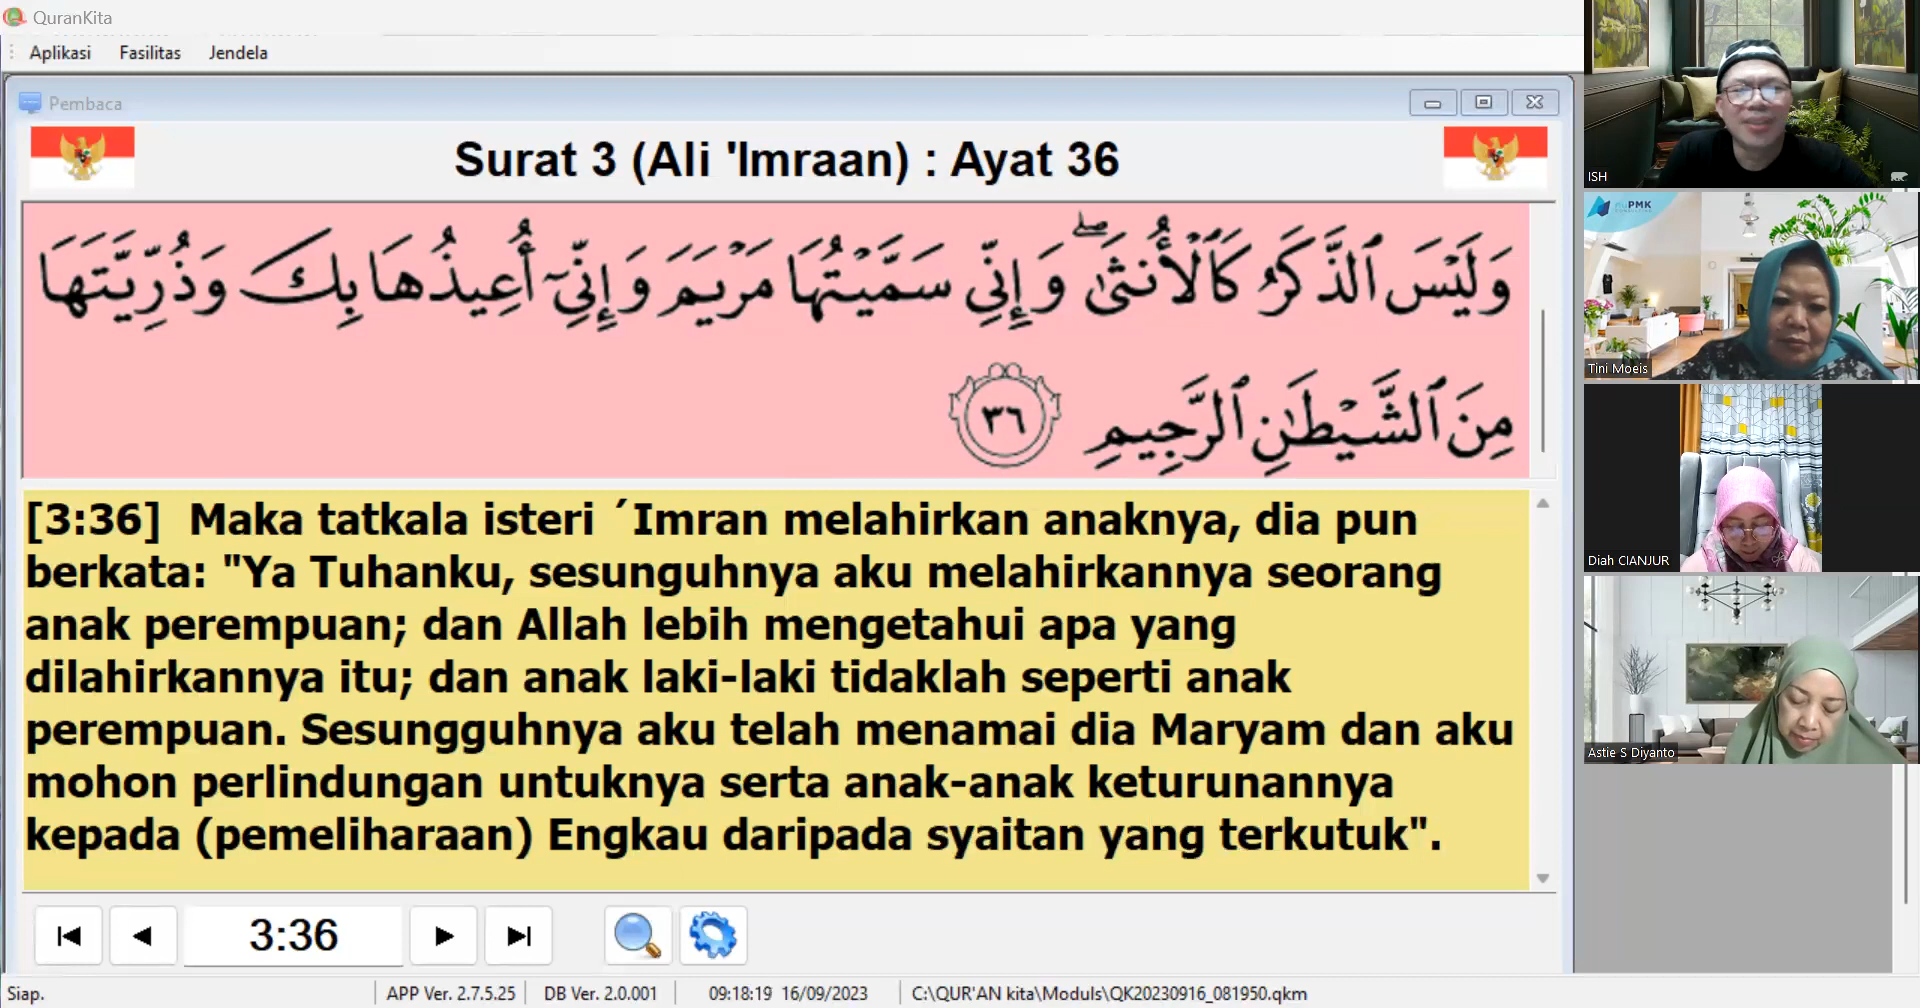 QuranKita
Aplikasi Fasilitas Jendela
Pembaca
Surat 3 (Ali 'Imraan) : Ayat 36
وَلَيْسَ ٱلذَّكَرُ كَٱلْأُنثَىٰ ۖ وَإِنِّى سَمَّيْتُهَا مَرْيَمَ وَإِنِّىٓ أُعِيذُهَا بِكَ وَذُرِّيَّتَهَا
مِنَ ٱلشَّيْطَٰنِ ٱلرَّجِيمِ ٣٦
[3:36] Maka tatkala isteri ´Imran melahirkan anaknya, dia pun
berkata: "Ya Tuhanku, sesunguhnya aku melahirkannya seorang
anak perempuan; dan Allah lebih mengetahui apa yang
dilahirkannya itu; dan anak laki-laki tidaklah seperti anak
perempuan. Sesungguhnya aku telah menamai dia Maryam dan aku
mohon perlindungan untuknya serta anak-anak keturunannya
kepada (pemeliharaan) Engkau daripada syaitan yang terkutuk".
3:36
Siap. APP Ver. 2.7.5.25 DB Ver. 2.0.001 09:18:19 16/09/2023 C:\QUR'AN kita\Moduls\QK20230916_081950.qkm
ISH
PMK
Tini Moeis
Diah CIANJUR
Astie S Diyanto